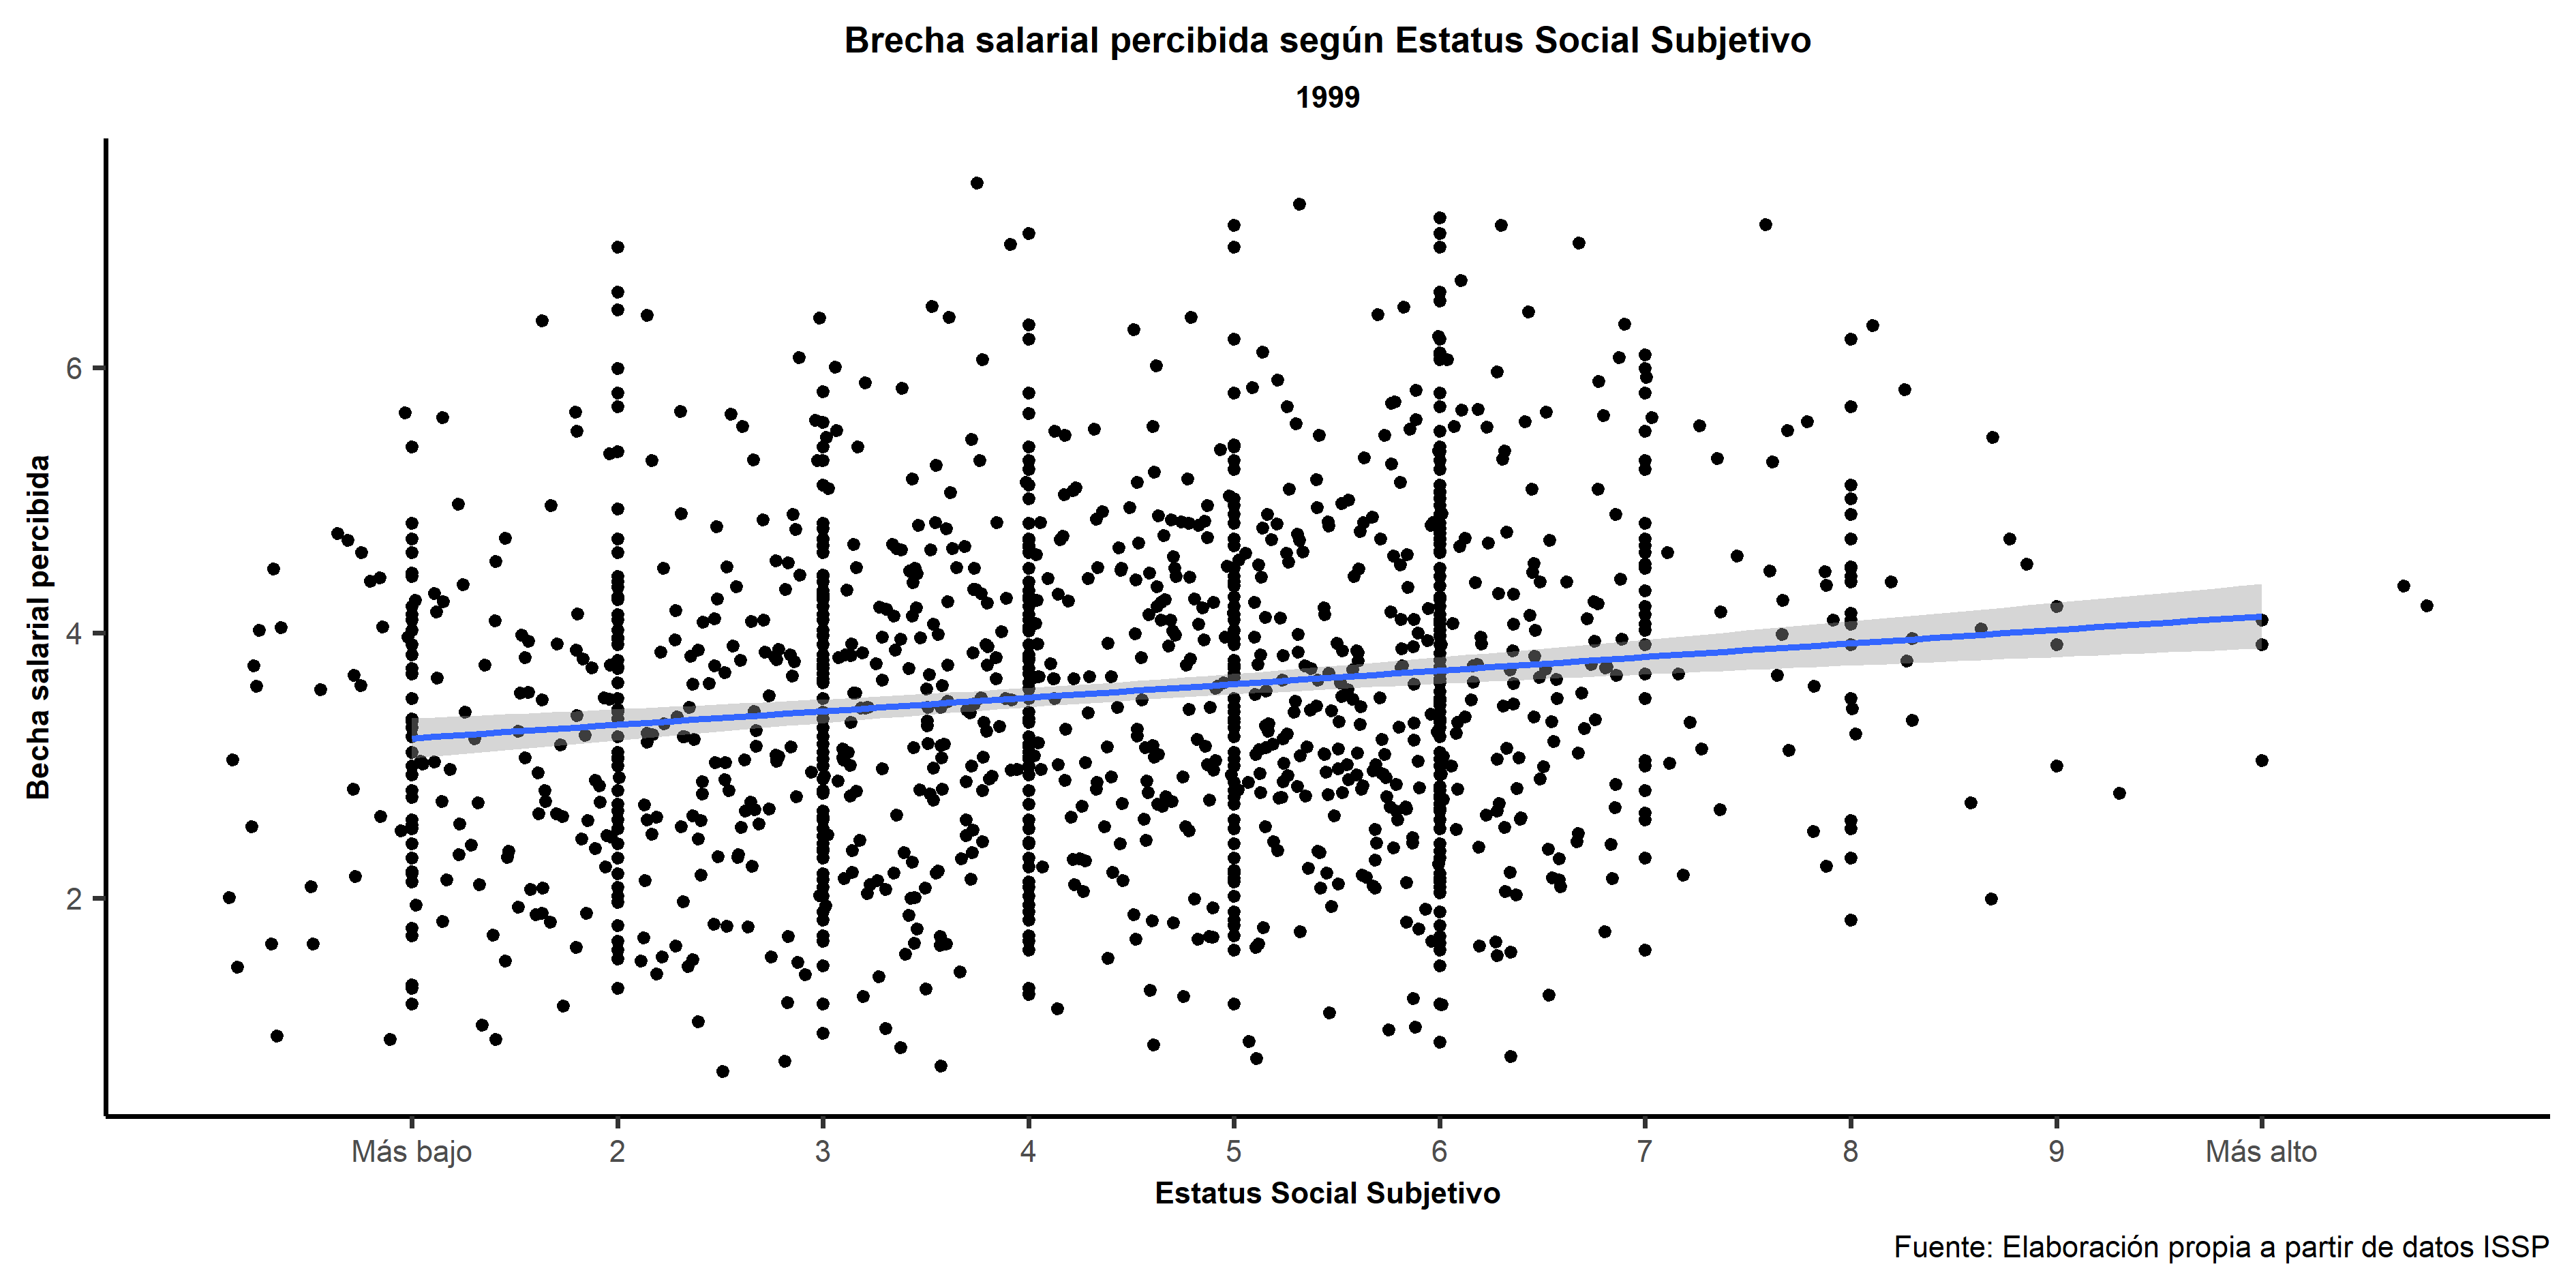 Brecha salarial percibida según Estatus Social Subjetivo
1999
Becha salarial percibida
6
4
2
Más bajo 2 3 4 5 6 7 8 9 Más alto
Estatus Social Subjetivo
Fuente: Elaboración propia a partir de datos ISSP